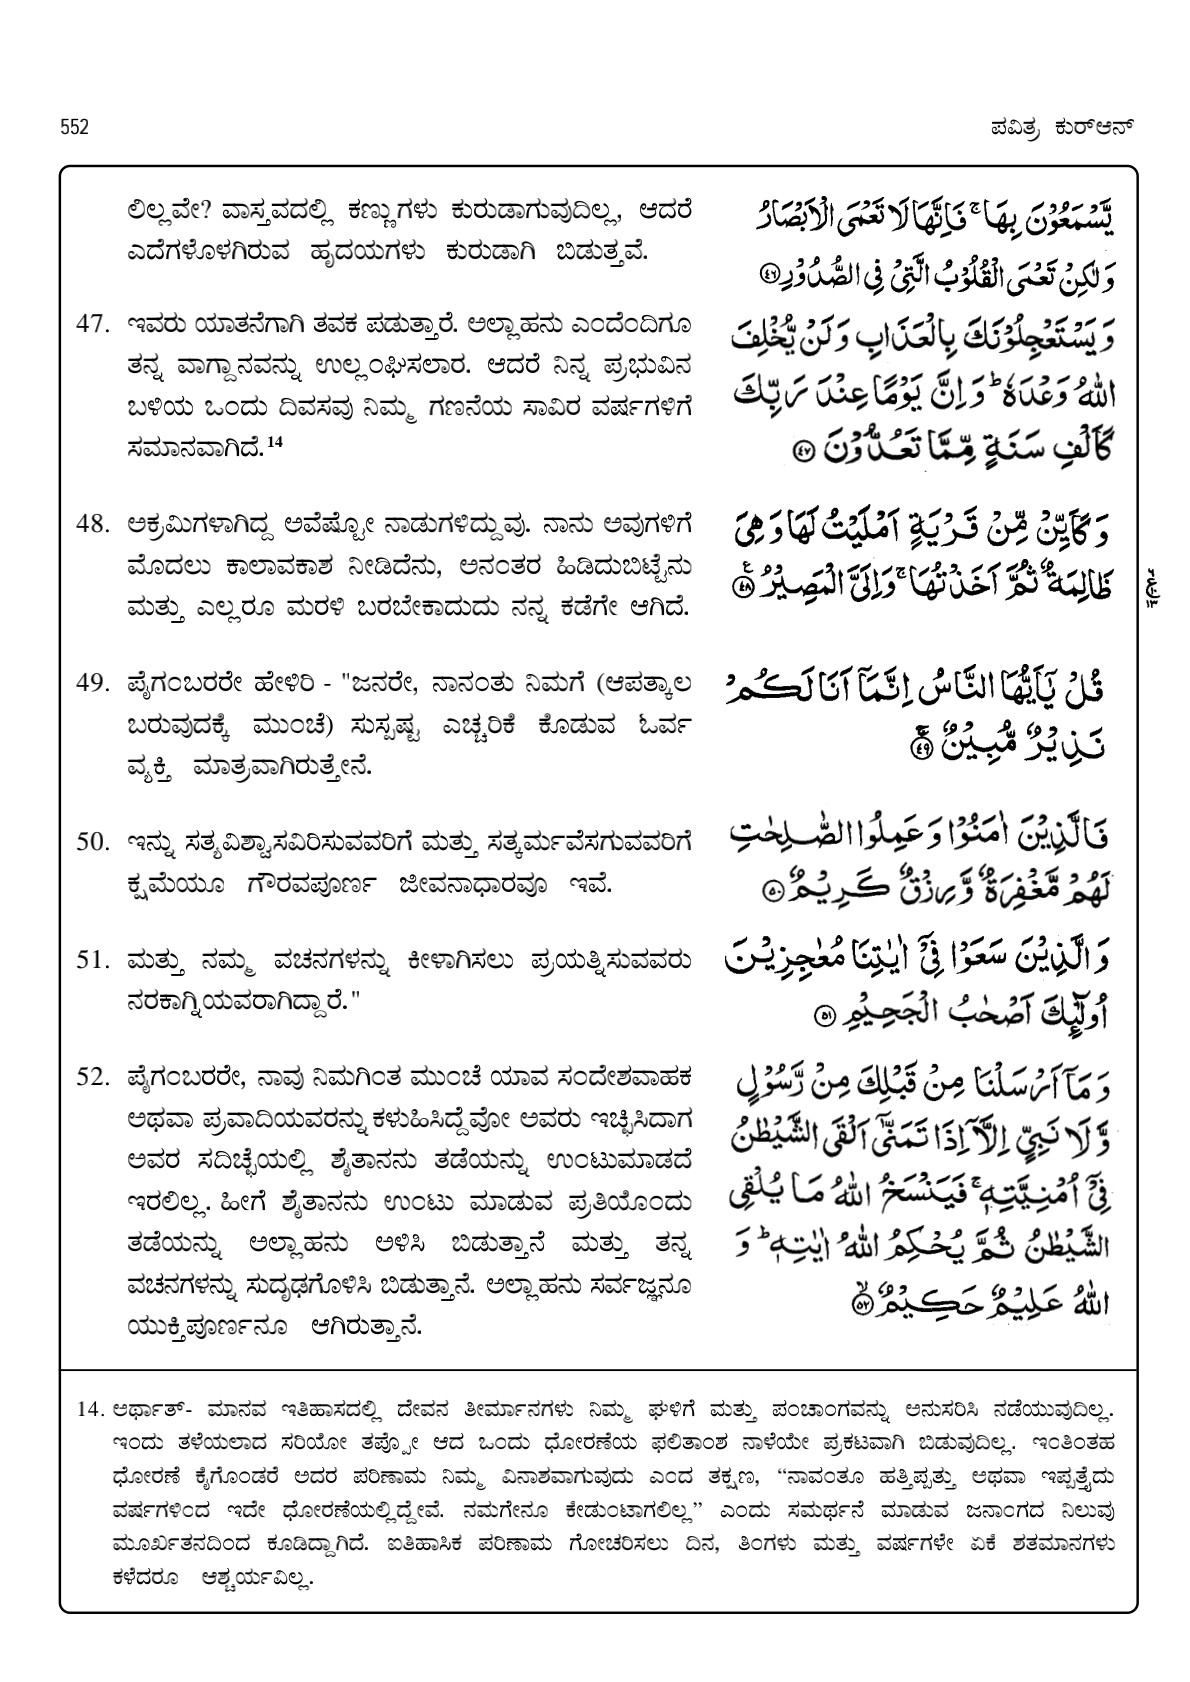 552
ಪವಿತ್ರ ಕುರ್‌ಆನ್
ಲಿಲ್ಲವೇ? ವಾಸ್ತವದಲ್ಲಿ ಕಣ್ಣುಗಳು ಕುರುಡಾಗುವುದಿಲ್ಲ, ಆದರೆ
ಎದೆಗಳೊಳಗಿರುವ ಹೃದಯಗಳು ಕುರುಡಾಗಿ ಬಿಡುತ್ತವೆ.
يَّسْمَعُوْنَ بِهَا ۚ فَاِنَّهَا لَا تَعْمَى الْاَبْصَارُ
وَلٰكِنْ تَعْمَى الْقُلُوْبُ الَّتِيْ فِي الصُّدُوْرِ ﴿٤٦﴾
47. ಇವರು ಯಾತನೆಗಾಗಿ ತವಕ ಪಡುತ್ತಾರೆ. ಅಲ್ಲಾಹನು ಎಂದೆಂದಿಗೂ
ತನ್ನ ವಾಗ್ದಾನವನ್ನು ಉಲ್ಲಂಘಿಸಲಾರ. ಆದರೆ ನಿನ್ನ ಪ್ರಭುವಿನ
ಬಳಿಯ ಒಂದು ದಿವಸವು ನಿಮ್ಮ ಗಣನೆಯ ಸಾವಿರ ವರ್ಷಗಳಿಗೆ
ಸಮಾನವಾಗಿದೆ.14
وَيَسْتَعْجِلُوْنَكَ بِالْعَذَابِ وَلَنْ يُّخْلِفَ
اللّٰهُ وَعْدَهٗ ؕ وَاِنَّ يَوْمًا عِنْدَ رَبِّكَ
كَاَلْفِ سَنَةٍ مِّمَّا تَعُدُّوْنَ ﴿٤٧﴾
48. ಅಕ್ರಮಿಗಳಾಗಿದ್ದ ಅವೆಷ್ಟೋ ನಾಡುಗಳಿದ್ದುವು. ನಾನು ಅವುಗಳಿಗೆ
ಮೊದಲು ಕಾಲಾವಕಾಶ ನೀಡಿದೆನು, ಅನಂತರ ಹಿಡಿದುಬಿಟ್ಟೆನು
ಮತ್ತು ಎಲ್ಲರೂ ಮರಳಿ ಬರಬೇಕಾದುದು ನನ್ನ ಕಡೆಗೇ ಆಗಿದೆ.
وَكَاَيِّنْ مِّنْ قَرْيَةٍ اَمْلَيْتُ لَهَا وَهِيَ
ظَالِمَةٌ ثُمَّ اَخَذْتُهَا ۚ وَاِلَيَّ الْمَصِيْرُ ﴿٤٨﴾
49. ಪೈಗಂಬರರೇ ಹೇಳಿರಿ - "ಜನರೇ, ನಾನಂತು ನಿಮಗೆ (ಆಪತ್ಕಾಲ
ಬರುವುದಕ್ಕೆ ಮುಂಚೆ) ಸುಸ್ಪಷ್ಟ ಎಚ್ಚರಿಕೆ ಕೊಡುವ ಓರ್ವ
ವ್ಯಕ್ತಿ ಮಾತ್ರವಾಗಿರುತ್ತೇನೆ.
قُلْ يٰٓاَيُّهَا النَّاسُ اِنَّمَآ اَنَا لَكُمْ
نَذِيْرٌ مُّبِيْنٌ ﴿٤٩﴾
50. ಇನ್ನು ಸತ್ಯವಿಶ್ವಾಸವಿರಿಸುವವರಿಗೆ ಮತ್ತು ಸತ್ಕರ್ಮವೆಸಗುವವರಿಗೆ
ಕ್ಷಮೆಯೂ ಗೌರವಪೂರ್ಣ ಜೀವನಾಧಾರವೂ ಇವೆ.
فَالَّذِيْنَ اٰمَنُوْا وَعَمِلُوا الصّٰلِحٰتِ
لَهُمْ مَّغْفِرَةٌ وَّرِزْقٌ كَرِيْمٌ ﴿٥٠﴾
51. ಮತ್ತು ನಮ್ಮ ವಚನಗಳನ್ನು ಕೀಳಾಗಿಸಲು ಪ್ರಯತ್ನಿಸುವವರು
ನರಕಾಗ್ನಿಯವರಾಗಿದ್ದಾರೆ."
وَالَّذِيْنَ سَعَوْا فِيْٓ اٰيٰتِنَا مُعٰجِزِيْنَ
اُولٰٓئِكَ اَصْحٰبُ الْجَحِيْمِ ﴿٥١﴾
52. ಪೈಗಂಬರರೇ, ನಾವು ನಿಮಗಿಂತ ಮುಂಚೆ ಯಾವ ಸಂದೇಶವಾಹಕ
ಅಥವಾ ಪ್ರವಾದಿಯವರನ್ನು ಕಳುಹಿಸಿದ್ದೆವೋ ಅವರು ಇಚ್ಛಿಸಿದಾಗ
ಅವರ ಸದಿಚ್ಛೆಯಲ್ಲಿ ಶೈತಾನನು ತಡೆಯನ್ನು ಉಂಟುಮಾಡದೆ
ಇರಲಿಲ್ಲ. ಹೀಗೆ ಶೈತಾನನು ಉಂಟು ಮಾಡುವ ಪ್ರತಿಯೊಂದು
ತಡೆಯನ್ನು ಅಲ್ಲಾಹನು ಅಳಿಸಿ ಬಿಡುತ್ತಾನೆ ಮತ್ತು ತನ್ನ
ವಚನಗಳನ್ನು ಸುದೃಢಗೊಳಿಸಿ ಬಿಡುತ್ತಾನೆ. ಅಲ್ಲಾಹನು ಸರ್ವಜ್ಞನೂ
ಯುಕ್ತಿಪೂರ್ಣನೂ ಆಗಿರುತ್ತಾನೆ.
وَمَآ اَرْسَلْنَا مِنْ قَبْلِكَ مِنْ رَّسُوْلٍ
وَّلَا نَبِيٍّ اِلَّآ اِذَا تَمَنّٰٓى اَلْقَى الشَّيْطٰنُ
فِيْٓ اُمْنِيَّتِهٖ ۚ فَيَنْسَخُ اللّٰهُ مَا يُلْقِى
الشَّيْطٰنُ ثُمَّ يُحْكِمُ اللّٰهُ اٰيٰتِهٖ ؕ وَ
اللّٰهُ عَلِيْمٌ حَكِيْمٌ ﴿٥٢﴾
14. ಅರ್ಥಾತ್- ಮಾನವ ಇತಿಹಾಸದಲ್ಲಿ ದೇವನ ತೀರ್ಮಾನಗಳು ನಿಮ್ಮ ಘಳಿಗೆ ಮತ್ತು ಪಂಚಾಂಗವನ್ನು ಅನುಸರಿಸಿ ನಡೆಯುವುದಿಲ್ಲ.
ಇಂದು ತಳೆಯಲಾದ ಸರಿಯೋ ತಪ್ಪೋ ಆದ ಒಂದು ಧೋರಣೆಯ ಫಲಿತಾಂಶ ನಾಳೆಯೇ ಪ್ರಕಟವಾಗಿ ಬಿಡುವುದಿಲ್ಲ. ಇಂತಿಂತಹ
ಧೋರಣೆ ಕೈಗೊಂಡರೆ ಅದರ ಪರಿಣಾಮ ನಿಮ್ಮ ವಿನಾಶವಾಗುವುದು ಎಂದ ತಕ್ಷಣ, “ನಾವಂತೂ ಹತ್ತಿಪ್ಪತ್ತು ಅಥವಾ ಇಪ್ಪತ್ತೈದು
ವರ್ಷಗಳಿಂದ ಇದೇ ಧೋರಣೆಯಲ್ಲಿದ್ದೇವೆ. ನಮಗೇನೂ ಕೇಡುಂಟಾಗಲಿಲ್ಲ” ಎಂದು ಸಮರ್ಥನೆ ಮಾಡುವ ಜನಾಂಗದ ನಿಲುವು
ಮೂರ್ಖತನದಿಂದ ಕೂಡಿದ್ದಾಗಿದೆ. ಐತಿಹಾಸಿಕ ಪರಿಣಾಮ ಗೋಚರಿಸಲು ದಿನ, ತಿಂಗಳು ಮತ್ತು ವರ್ಷಗಳೇ ಏಕೆ ಶತಮಾನಗಳು
ಕಳೆದರೂ ಆಶ್ಚರ್ಯವಿಲ್ಲ.